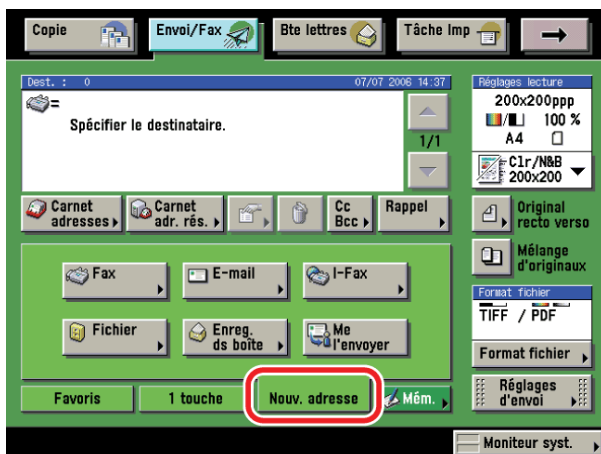 Copie
Envoi/Fax
Bte lettres
Tâche Imp
Dest. : 0
07/07 2006 14:37
Spécifier le destinataire.
1/1
Réglages lecture
200x200ppp
100 %
A4
Clr/N&B
200x200
Carnet
adresses
Carnet
adr. rés.
Cc
Bcc
Rappel
Original
recto verso
Mélange
d'originaux
Fax
E-mail
I-Fax
Fichier
Enreg.
ds boîte
Me
l'envoyer
Format fichier
TIFF / PDF
Format fichier
Favoris
1 touche
Nouv. adresse
Mém.
Réglages
d'envoi
Moniteur syst.